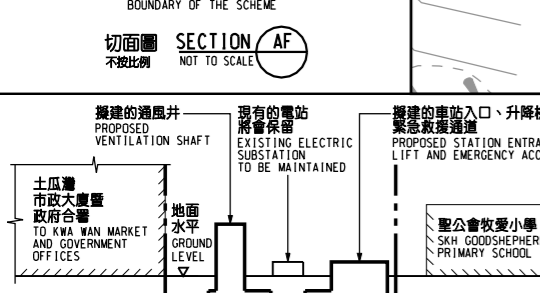 BOUNDARY OF THE SCHEME
切面圖 SECTION AF
不按比例 NOT TO SCALE
擬建的通風井
PROPOSED
VENTILATION SHAFT
現有的電站
將會保留
EXISTING ELECTRIC
SUBSTATION
TO BE MAINTAINED
擬建的車站入口、升降機
緊急救援通道
PROPOSED STATION ENTRA
LIFT AND EMERGENCY ACC
土瓜灣
市政大廈暨
政府合署
TO KWA WAN MARKET
AND GOVERNMENT
OFFICES
地面
水平
GROUND
LEVEL
聖公會牧愛小學
SKH GOODSHEPHER
PRIMARY SCHOOL